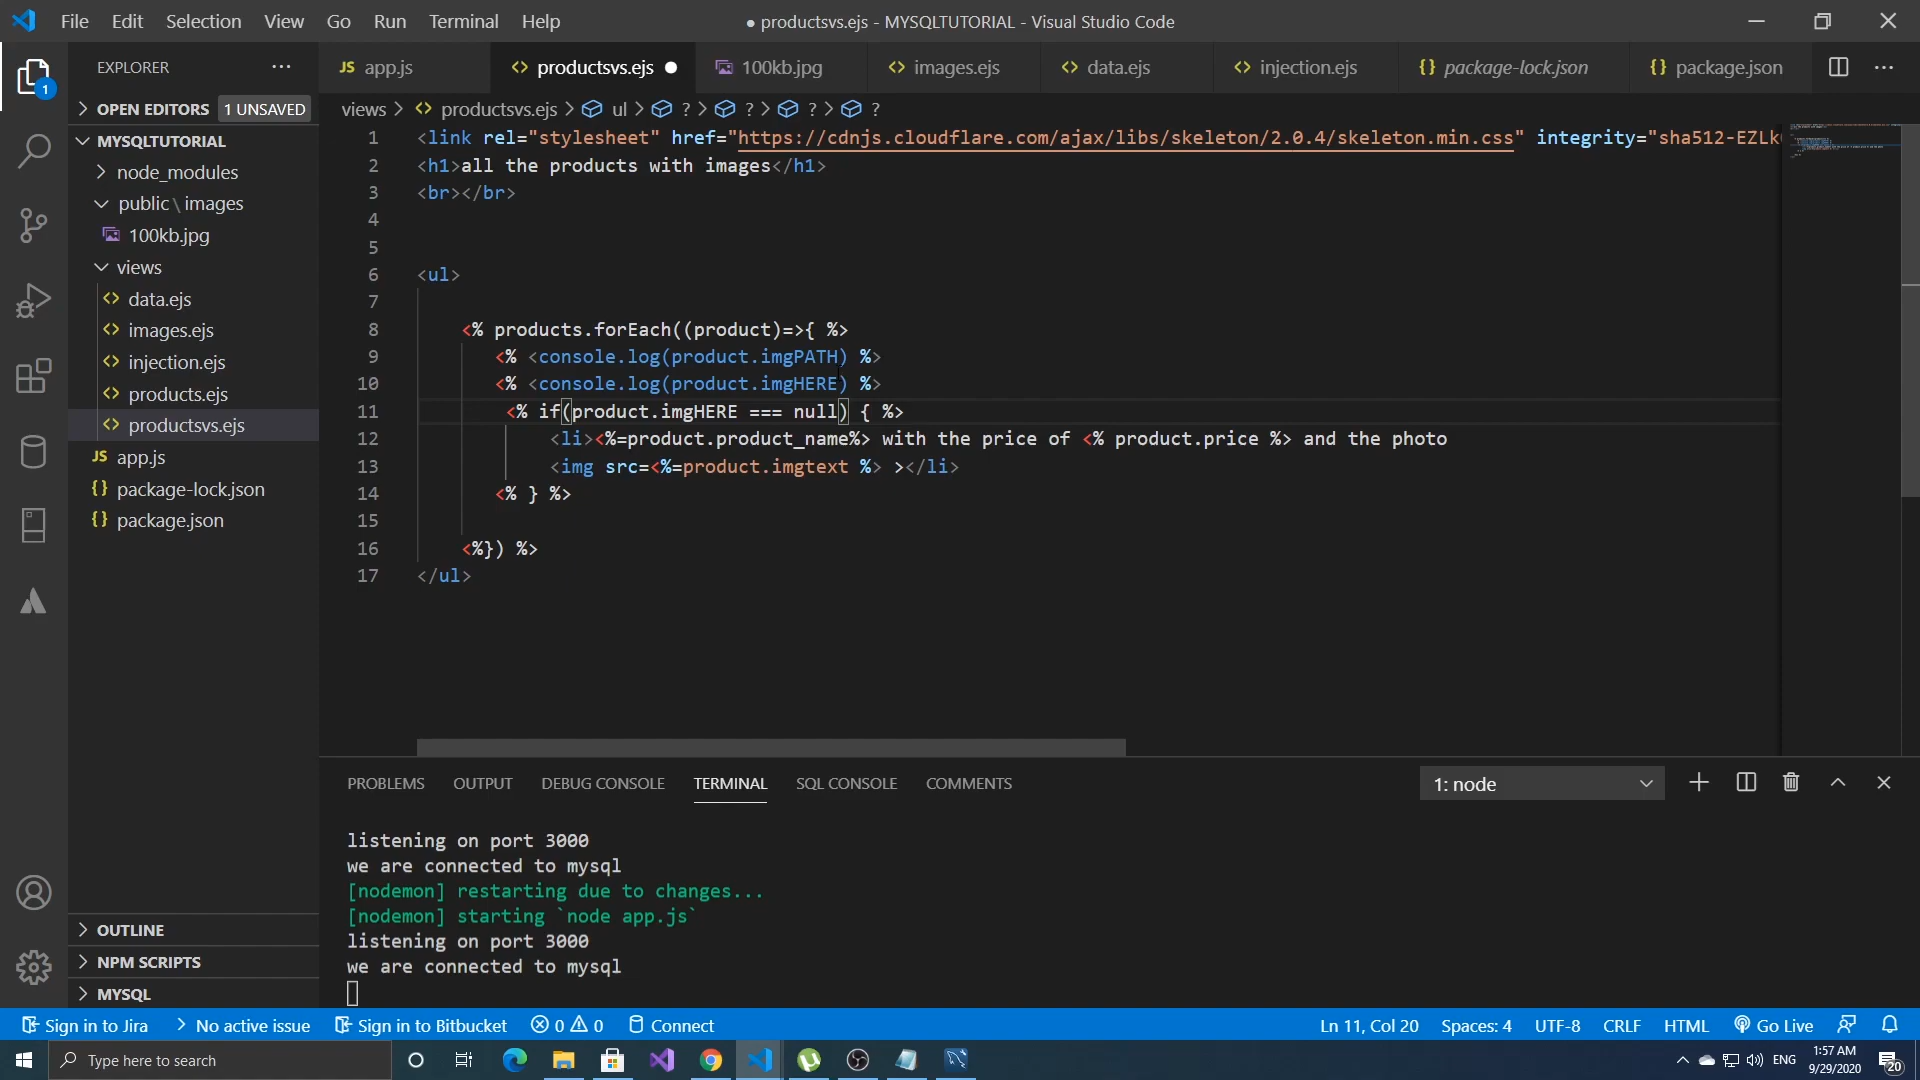 File Edit Selection View Go Run Terminal Help
● productsvs.ejs - MYSQLTUTORIAL - Visual Studio Code
EXPLORER
JS app.js
<> productsvs.ejs
100kb.jpg
<> images.ejs
<> data.ejs
<> injection.ejs
{} package-lock.json
{} package.json
1
OPEN EDITORS 1 UNSAVED
MYSQLTUTORIAL
node_modules
public\images
100kb.jpg
views
<> data.ejs
<> images.ejs
<> injection.ejs
<> products.ejs
<> productsvs.ejs
JS app.js
{} package-lock.json
{} package.json
OUTLINE
NPM SCRIPTS
MYSQL
views > <> productsvs.ejs > ul > ? > ? > ? > ?
1 <link rel="stylesheet" href="https://cdnjs.cloudflare.com/ajax/libs/skeleton/2.0.4/skeleton.min.css" integrity="sha512-EZLk
2 <h1>all the products with images</h1>
3 <br></br>
4
5
6 <ul>
7
8 <% products.forEach((product)=>{ %>
9 <% <console.log(product.imgPATH) %>
10 <% <console.log(product.imgHERE) %>
11 <% if(product.imgHERE === null) { %>
12 <li><%=product.product_name%> with the price of <% product.price %> and the photo
13 <img src=<%=product.imgtext %> ></li>
14 <% } %>
15
16 <%}) %>
17 </ul>
PROBLEMS OUTPUT DEBUG CONSOLE TERMINAL SQL CONSOLE COMMENTS
1: node
listening on port 3000
we are connected to mysql
[nodemon] restarting due to changes...
[nodemon] starting `node app.js`
listening on port 3000
we are connected to mysql
Sign in to Jira No active issue Sign in to Bitbucket 0 0 Connect
Ln 11, Col 20 Spaces: 4 UTF-8 CRLF HTML Go Live
Type here to search
ENG
1:57 AM
9/29/2020
20